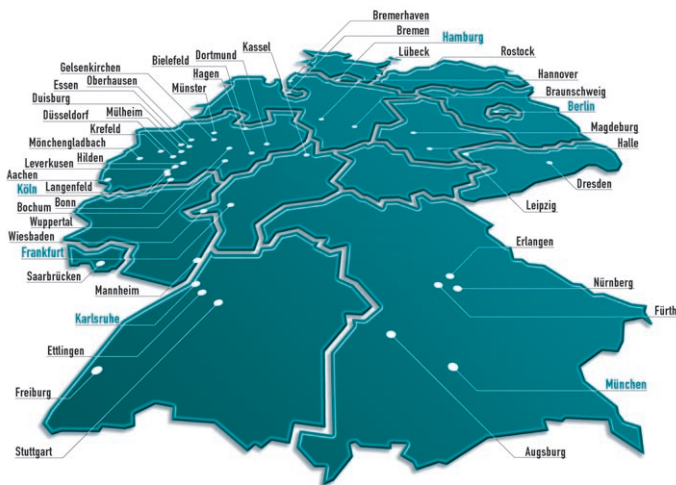 Bremerhaven
Bremen
Kassel
Hamburg
Lübeck
Rostock
Dortmund
Bielefeld
Gelsenkirchen
Hagen
Hannover
Oberhausen
Essen
Münster
Braunschweig
Duisburg
Berlin
Düsseldorf
Mülheim
Krefeld
Magdeburg
Mönchengladbach
Halle
Hilden
Leverkusen
Aachen
Dresden
Köln
Langenfeld
Bonn
Leipzig
Bochum
Wuppertal
Wiesbaden
Erlangen
Frankfurt
Saarbrücken
Nürnberg
Mannheim
Fürth
Karlsruhe
Ettlingen
München
Freiburg
Stuttgart
Augsburg